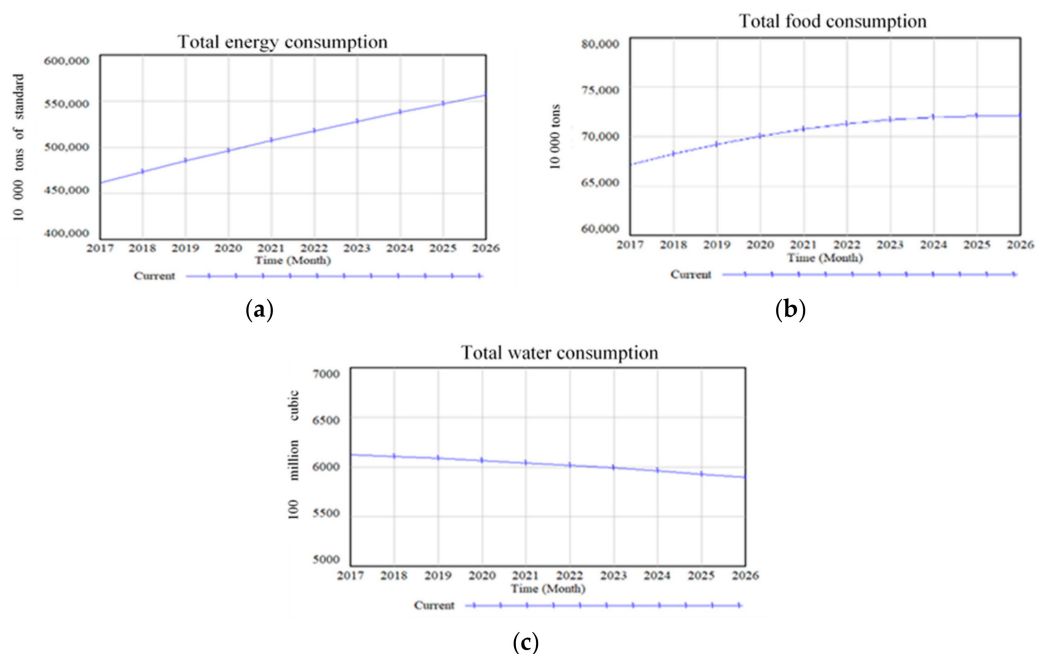 Total energy consumption
10 000 tons of standard
600,000
550,000
500,000
450,000
400,000
2017 2018 2019 2020 2021 2022 2023 2024 2025 2026
Time (Month)
Current
(a)
Total food consumption
10 000 tons
80,000
75,000
70,000
65,000
60,000
2017 2018 2019 2020 2021 2022 2023 2024 2025 2026
Time (Month)
Current
(b)
Total water consumption
100 million cubic
7000
6500
6000
5500
5000
2017 2018 2019 2020 2021 2022 2023 2024 2025 2026
Time (Month)
Current
(c)